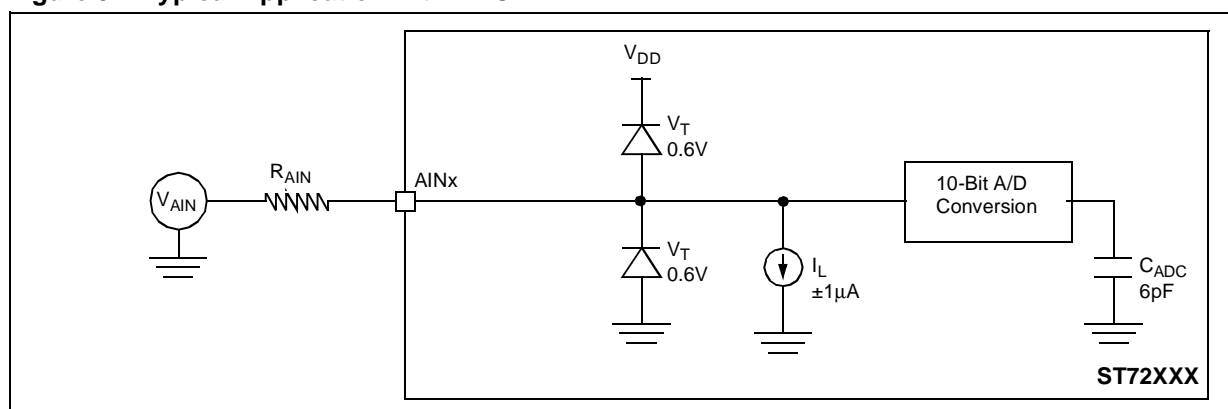 V_DD
V_T
0.6V
R_AIN
AINx
V_AIN
10-Bit A/D
Conversion
V_T
0.6V
I_L
±1μA
C_ADC
6pF
ST72XXX